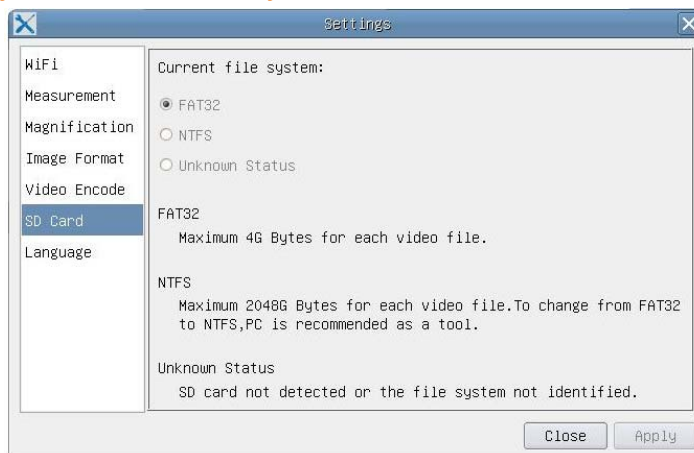 Settings
WiFi
Measurement
Magnification
Image Format
Video Encode
SD Card
Language
Current file system:
FAT32
NTFS
Unknown Status
FAT32
Maximum 4G Bytes for each video file.
NTFS
Maximum 2048G Bytes for each video file.To change from FAT32
to NTFS,PC is recommended as a tool.
Unknown Status
SD card not detected or the file system not identified.
Close
Apply